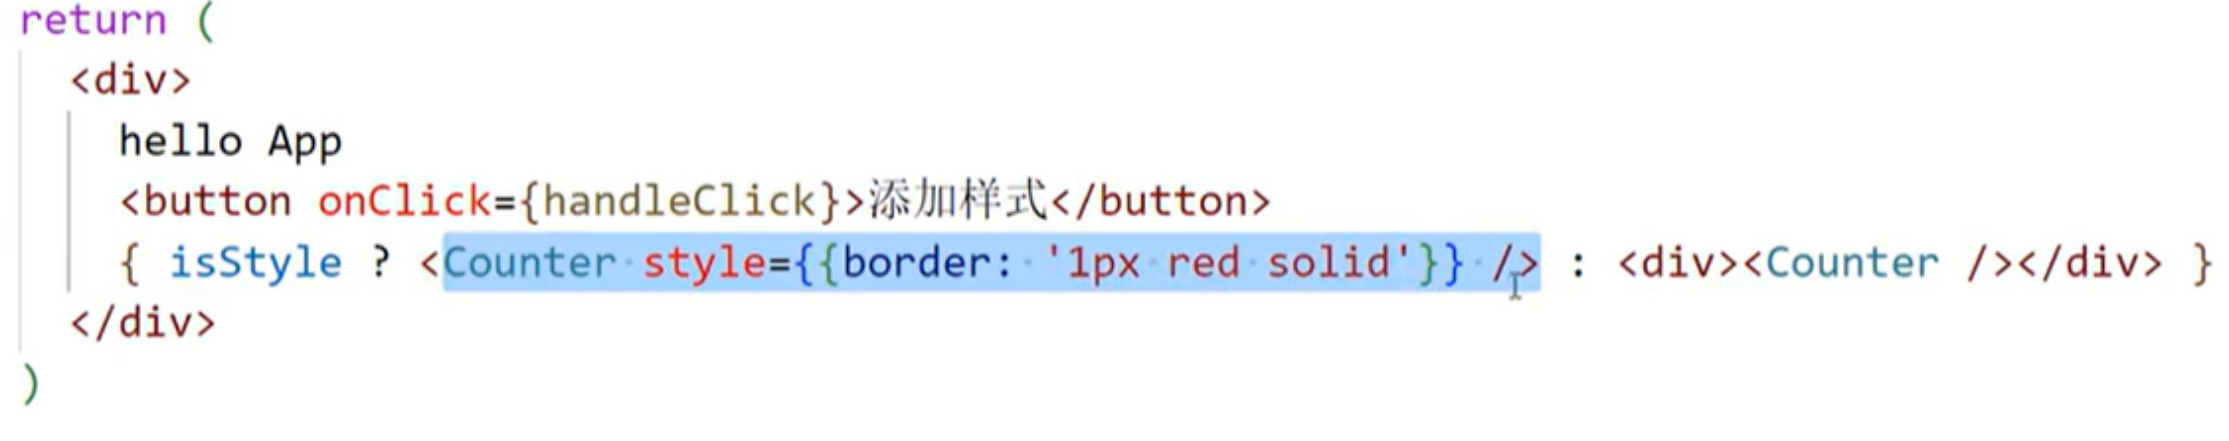 return (
<div>
hello App
<button onClick={handleClick}>添加样式</button>
{ isStyle ? <Counter style={{border: '1px red solid'}} /> : <div><Counter /></div> }
</div>
)